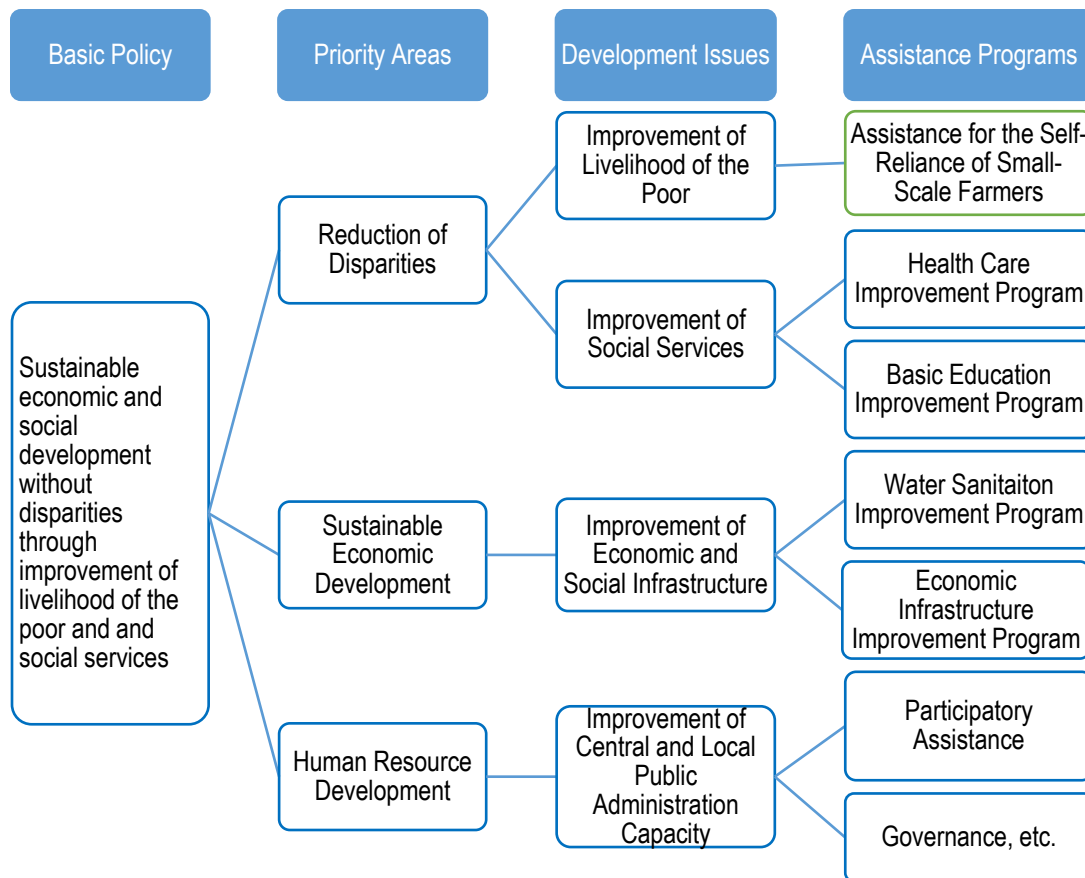 Basic Policy
Priority Areas
Development Issues
Assistance Programs
Sustainable
economic and
social
development
without
disparities
through
improvement of
livelihood of the
poor and and
social services
Reduction of
Disparities
Sustainable
Economic
Development
Human Resource
Development
Improvement of
Livelihood of the
Poor
Improvement of
Social Services
Improvement of
Economic and
Social Infrastructure
Improvement of
Central and Local
Public
Administration
Capacity
Assistance for the Self-
Reliance of Small-
Scale Farmers
Health Care
Improvement Program
Basic Education
Improvement Program
Water Sanitaiton
Improvement Program
Economic
Infrastructure
Improvement Program
Participatory
Assistance
Governance, etc.